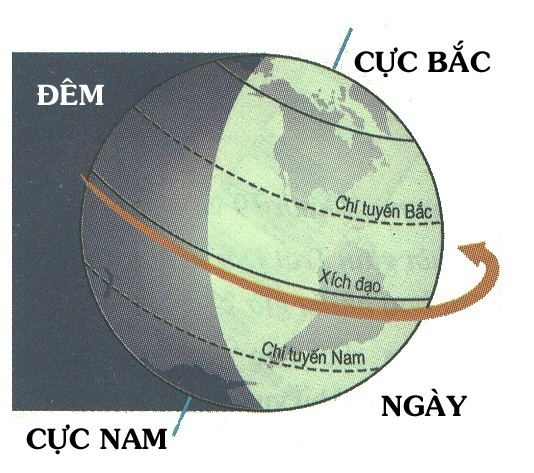 CỰC BẮC
ĐÊM
Chí tuyến Bắc
Xích đạo
Chí tuyến Nam
NGÀY
CỰC NAM